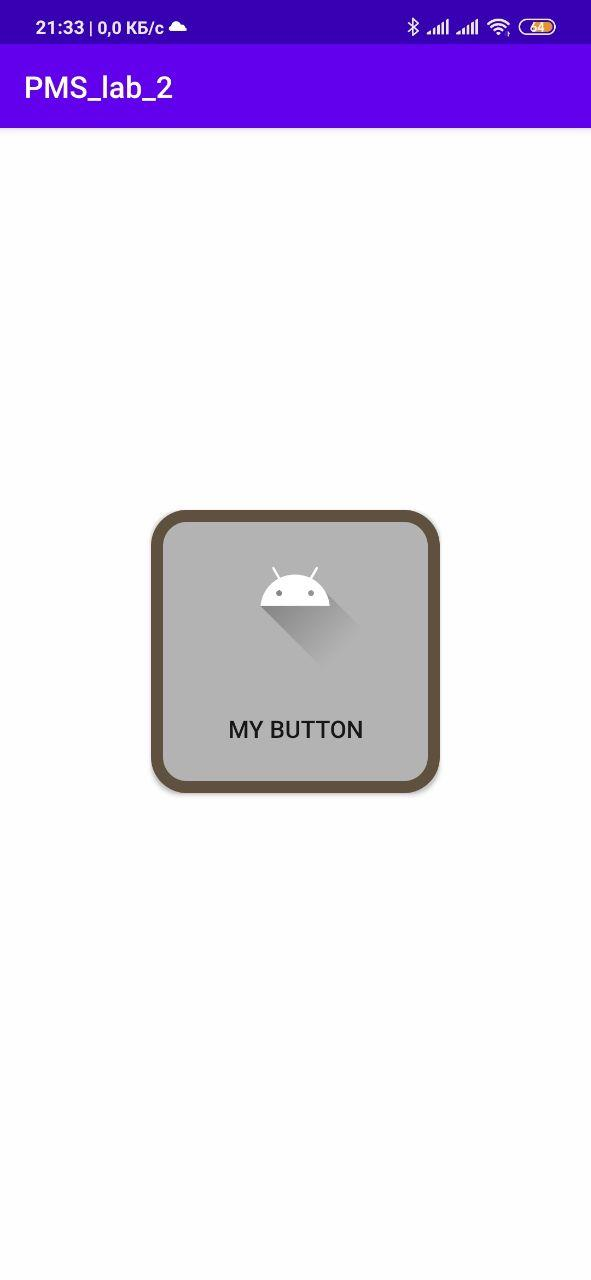 21:33 | 0,0 КБ/с
64
PMS_lab_2
MY BUTTON